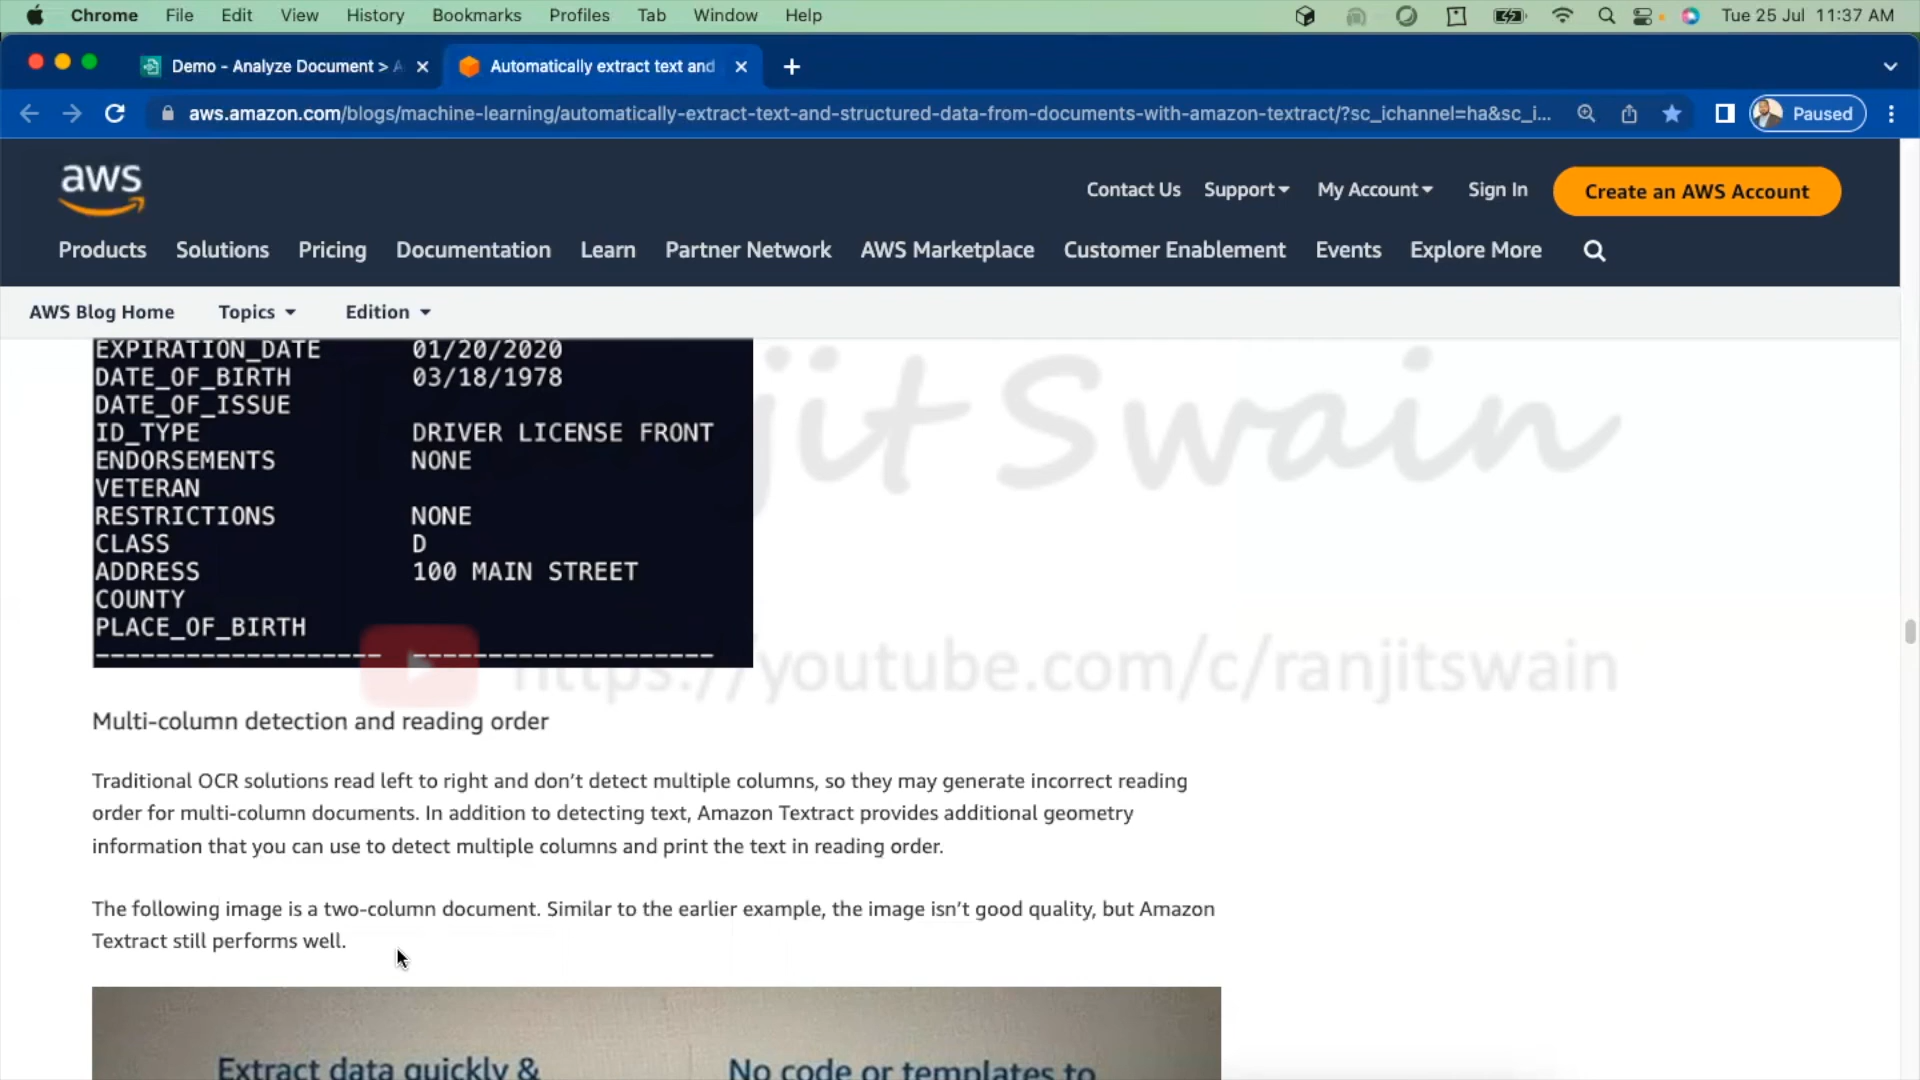 Chrome File Edit View History Bookmarks Profiles Tab Window Help Tue 25 Jul 11:37 AM
Demo - Analyze Document > A Automatically extract text and
aws.amazon.com/blogs/machine-learning/automatically-extract-text-and-structured-data-from-documents-with-amazon-textract/?sc_ichannel=ha&sc_i... Paused
aws
Contact Us Support My Account Sign In Create an AWS Account
Products Solutions Pricing Documentation Learn Partner Network AWS Marketplace Customer Enablement Events Explore More
AWS Blog Home Topics Edition
EXPIRATION_DATE 01/20/2020
DATE_OF_BIRTH 03/18/1978
DATE_OF_ISSUE
ID_TYPE DRIVER LICENSE FRONT
ENDORSEMENTS NONE
VETERAN
RESTRICTIONS NONE
CLASS D
ADDRESS 100 MAIN STREET
COUNTY
PLACE_OF_BIRTH
-------------------- --------------------
Swain
https://youtube.com/c/ranjitswain
Multi-column detection and reading order
Traditional OCR solutions read left to right and don't detect multiple columns, so they may generate incorrect reading
order for multi-column documents. In addition to detecting text, Amazon Textract provides additional geometry
information that you can use to detect multiple columns and print the text in reading order.
The following image is a two-column document. Similar to the earlier example, the image isn't good quality, but Amazon
Textract still performs well.
Extract data quickly & No code or templates to